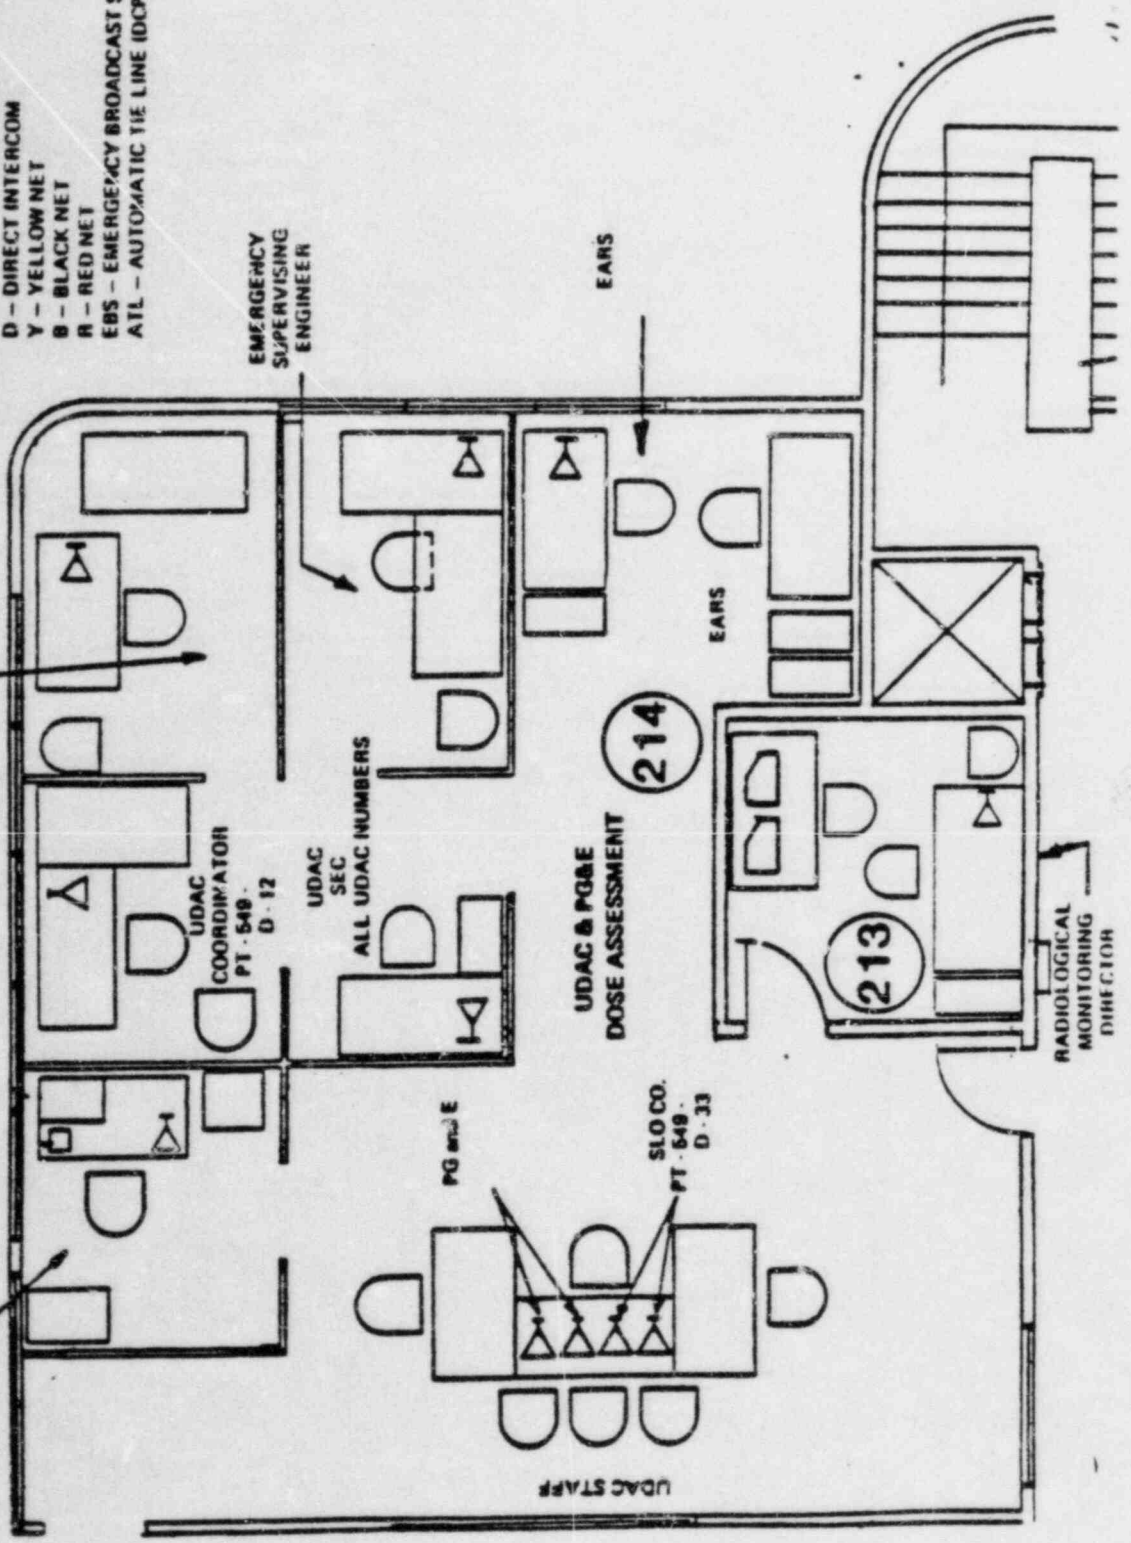 D – DIRECT INTERCOM
Y – YELLOW NET
B – BLACK NET
R – RED NET
EBS – EMERGENCY BROADCAST
ATL – AUTOMATIC TIE LINE
EMERGENCY
SUPERVISING
ENGINEER
EARS
UDAC
COORDINATOR
PT - 549 -
D - 12
UDAC
SEC
ALL UDAC NUMBERS
EARS
214
UDAC & PG&E
DOSE ASSESSMENT
213
RADIOLOGICAL
MONITORING
DIRECTOR
PG and E
SLO CO.
PT - 549 -
D - 33
UDAC STAFF